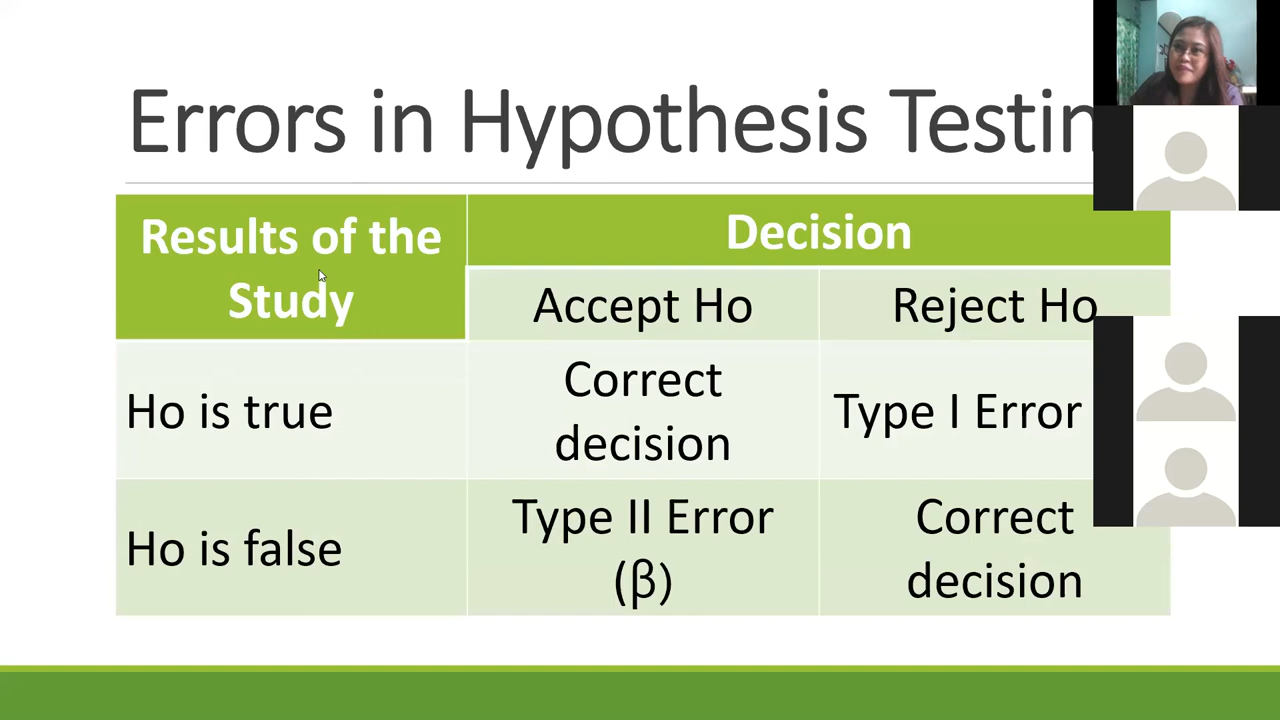 Errors in Hypothesis Testin
Results of the
Study
Decision
Accept Ho
Reject Ho
Ho is true
Correct
decision
Type I Error
Ho is false
Type II Error
(β)
Correct
decision